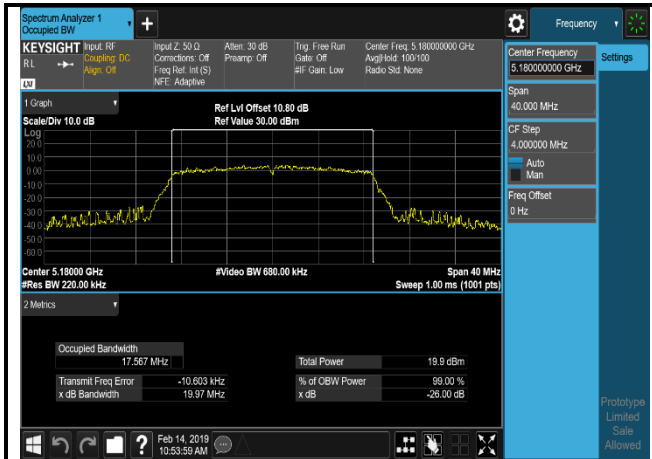 Spectrum Analyzer 1
Occupied BW
+
Frequency
KEYSIGHT
RL
LXI
Input: RF
Coupling: DC
Align: Off
Input Z: 50 Ω
Corrections: Off
Freq Ref: Int (S)
NFE: Adaptive
Atten: 30 dB
Preamp: Off
Trig: Free Run
Gate: Off
#IF Gain: Low
Center Freq: 5.180000000 GHz
Avg|Hold: 100/100
Radio Std: None
Center Frequency
5.180000000 GHz
Settings
Span
40.000 MHz
CF Step
4.000000 MHz
Auto
Man
Freq Offset
0 Hz
1 Graph
Scale/Div 10.0 dB
Ref Lvl Offset 10.80 dB
Ref Value 30.00 dBm
Log
20.0
10.0
0.00
-10.0
-20.0
-30.0
-40.0
-50.0
-60.0
Center 5.18000 GHz
#Video BW 680.00 kHz
Span 40 MHz
#Res BW 220.00 kHz
Sweep 1.00 ms (1001 pts)
2 Metrics
Occupied Bandwidth
17.567 MHz
Total Power 19.9 dBm
Transmit Freq Error -10.603 kHz
% of OBW Power 99.00 %
x dB Bandwidth 19.97 MHz
x dB -26.00 dB
Prototype
Limited
Sale
Allowed
?
Feb 14, 2019
10:53:59 AM